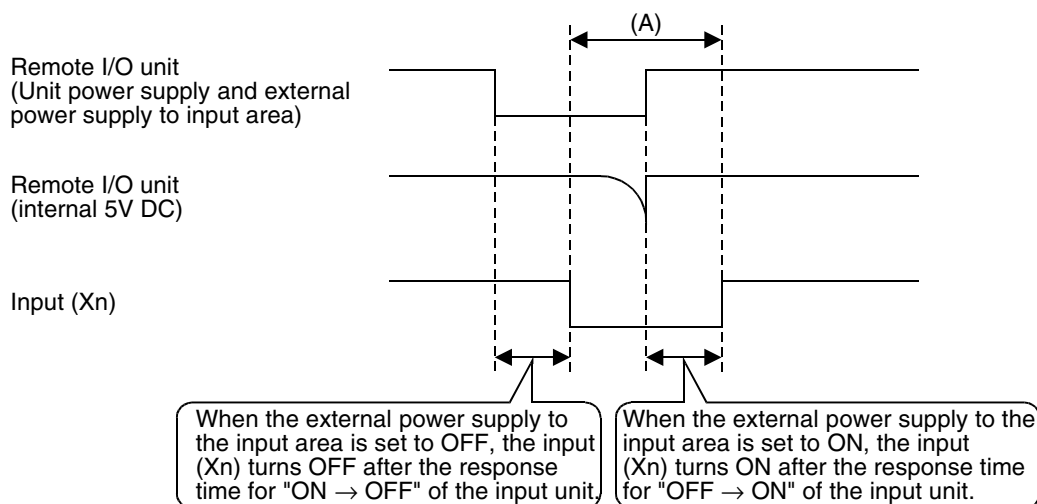 (A)
Remote I/O unit
(Unit power supply and external
power supply to input area)
Remote I/O unit
(internal 5V DC)
Input (Xn)
When the external power supply to
the input area is set to OFF, the input
(Xn) turns OFF after the response
time for "ON → OFF" of the input unit.
When the external power supply to the
input area is set to ON, the input
(Xn) turns ON after the response time
for "OFF → ON" of the input unit.